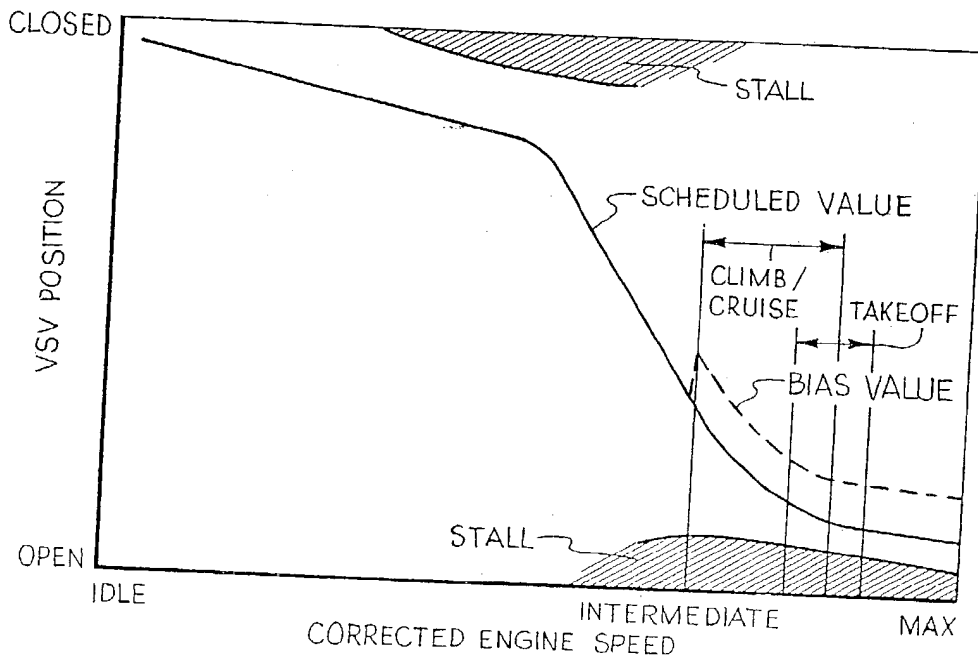 CLOSED
STALL
SCHEDULED VALUE
CLIMB/
CRUISE
TAKEOFF
BIAS VALUE
VSV POSITION
STALL
OPEN
IDLE
INTERMEDIATE
MAX
CORRECTED ENGINE SPEED